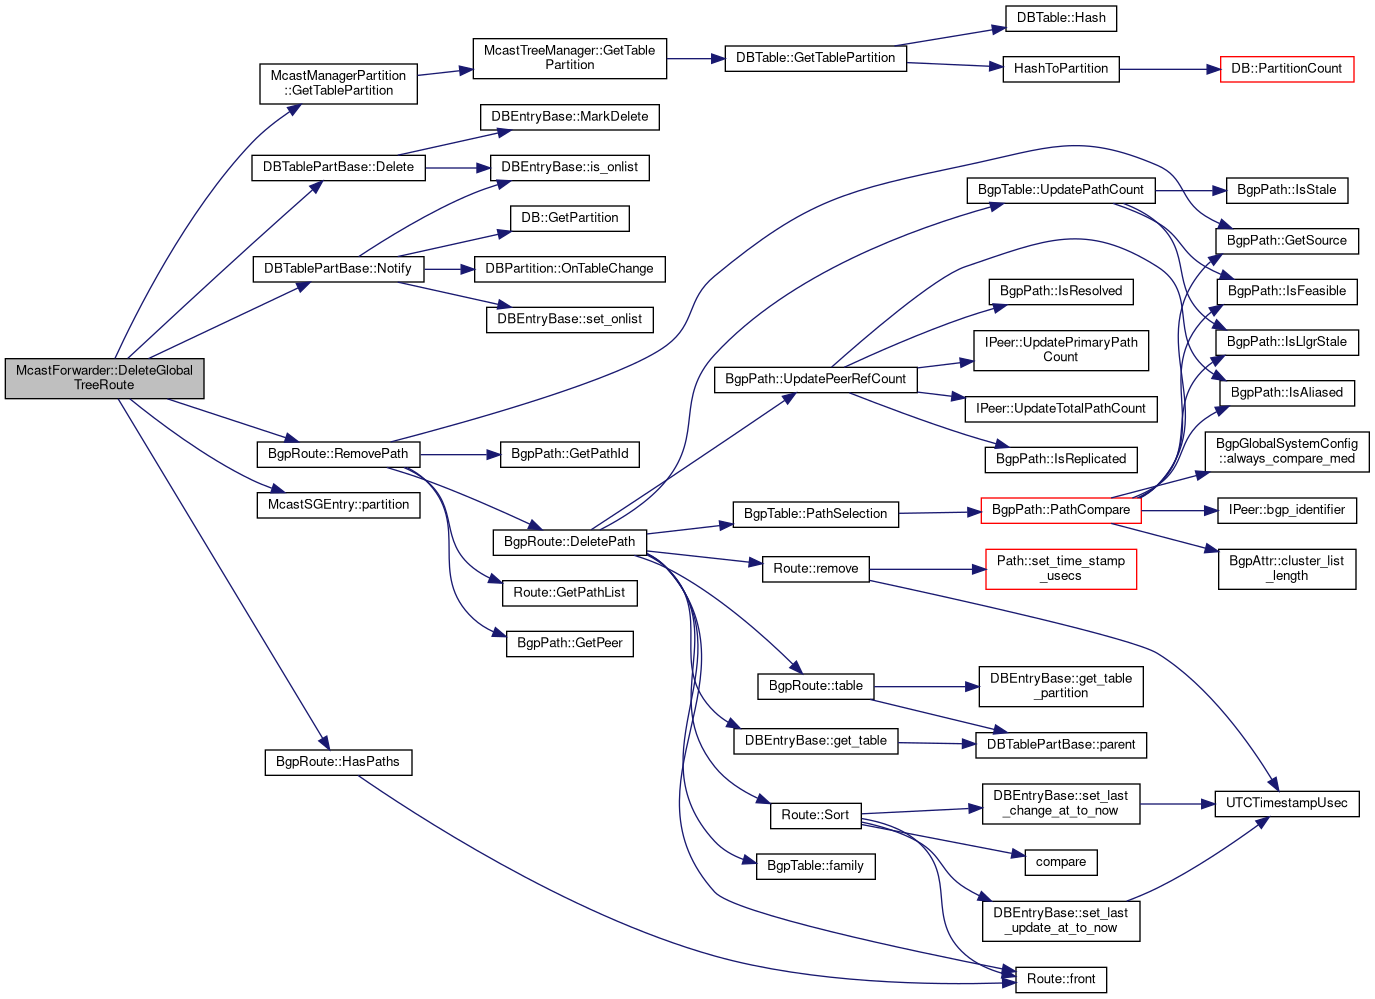 McastForwarder::DeleteGlobal
TreeRoute
McastManagerPartition
::GetTablePartition
McastTreeManager::GetTable
Partition
DBTable::GetTablePartition
DBTable::Hash
HashToPartition
DB::PartitionCount
DBTablePartBase::Delete
DBEntryBase::MarkDelete
DBEntryBase::is_onlist
DBTablePartBase::Notify
DB::GetPartition
DBPartition::OnTableChange
DBEntryBase::set_onlist
BgpRoute::RemovePath
BgpPath::GetPathId
McastSGEntry::partition
BgpRoute::DeletePath
Route::GetPathList
BgpPath::GetPeer
BgpRoute::HasPaths
BgpTable::UpdatePathCount
BgpPath::IsStale
BgpPath::GetSource
BgpPath::IsFeasible
BgpPath::IsLlgrStale
BgpPath::IsAliased
BgpPath::UpdatePeerRefCount
BgpPath::IsResolved
IPeer::UpdatePrimaryPath
Count
IPeer::UpdateTotalPathCount
BgpPath::IsReplicated
BgpTable::PathSelection
BgpPath::PathCompare
BgpGlobalSystemConfig
::always_compare_med
IPeer::bgp_identifier
BgpAttr::cluster_list
_length
Route::remove
Path::set_time_stamp
_usecs
BgpRoute::table
DBEntryBase::get_table
_partition
DBEntryBase::get_table
DBTablePartBase::parent
Route::Sort
DBEntryBase::set_last
_change_at_to_now
UTCTimestampUsec
compare
BgpTable::family
DBEntryBase::set_last
_update_at_to_now
Route::front